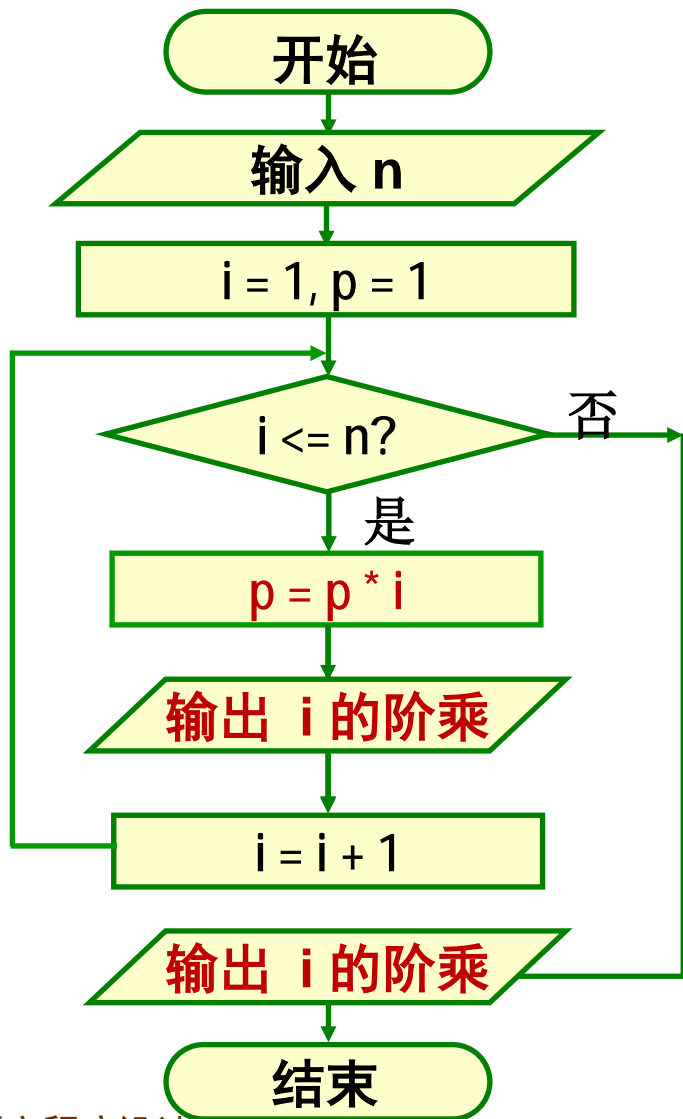 开始
输入 n
i = 1, p = 1
i <= n?
否
是
p = p * i
输出 i 的阶乘
i = i + 1
输出 i 的阶乘
结束